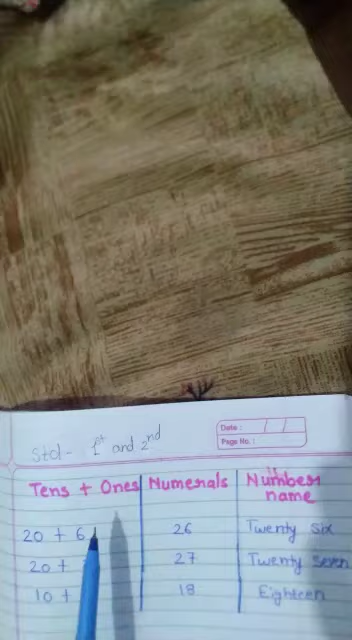 Std- 1st and 2nd
Date : / /
Page No. :
Tens + Ones Numerals Number name
20 + 6 26 Twenty six
20 + 27 Twenty seven
10 + 18 Eighteen